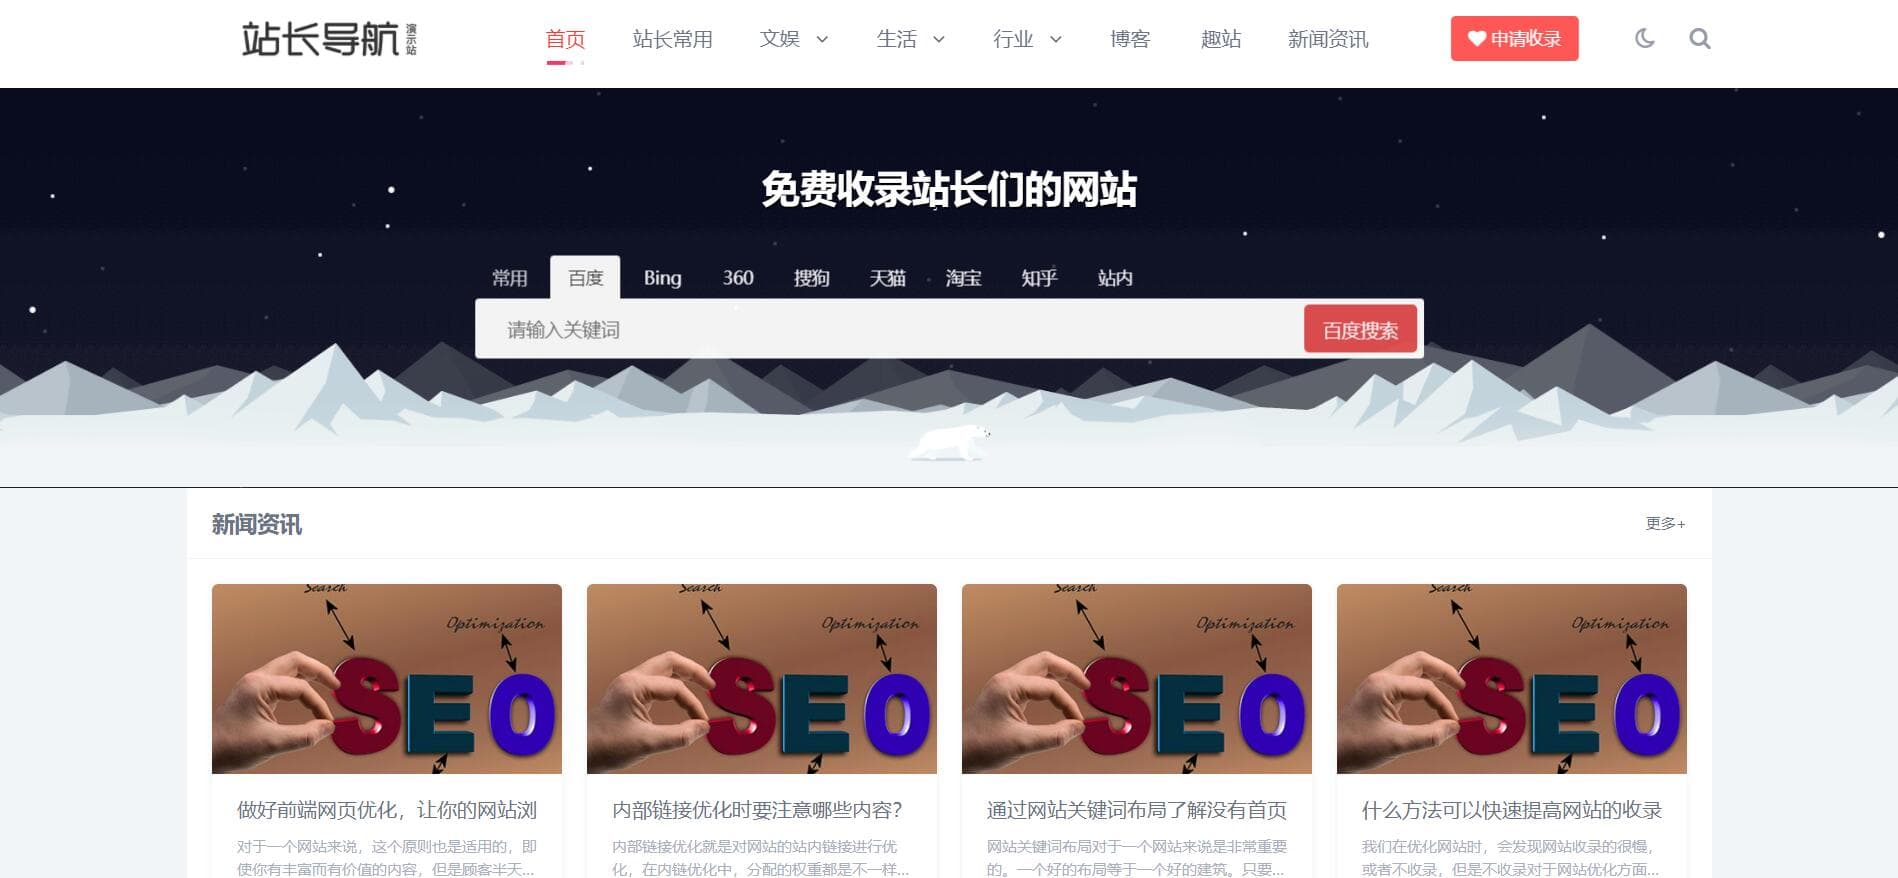 站长导航 演示站
首页 站长常用 文娱 生活 行业 博客 趣站 新闻资讯 申请收录
免费收录站长们的网站
常用 百度 Bing 360 搜狗 天猫 淘宝 知乎 站内
请输入关键词 百度搜索
新闻资讯 更多+
Search Search Search Search
Optimization Optimization Optimization Optimization
SEO SEO SEO SEO
做好前端网页优化，让你的网站浏
对于一个网站来说，这个原则也是适用的，即
使你有丰富而有价值的内容，但是顾客半天...
内部链接优化时要注意哪些内容？
内部链接优化就是对网站的站内链接进行优
化，在内链优化中，分配的权重都是不一样...
通过网站关键词布局了解没有首页
网站关键词布局对于一个网站来说是非常重要
的。一个好的布局等于一个好的建筑。只要...
什么方法可以快速提高网站的收录
我们在优化网站时，会发现网站收录的很慢，
或者不收录，但是不收录对于网站优化方面...